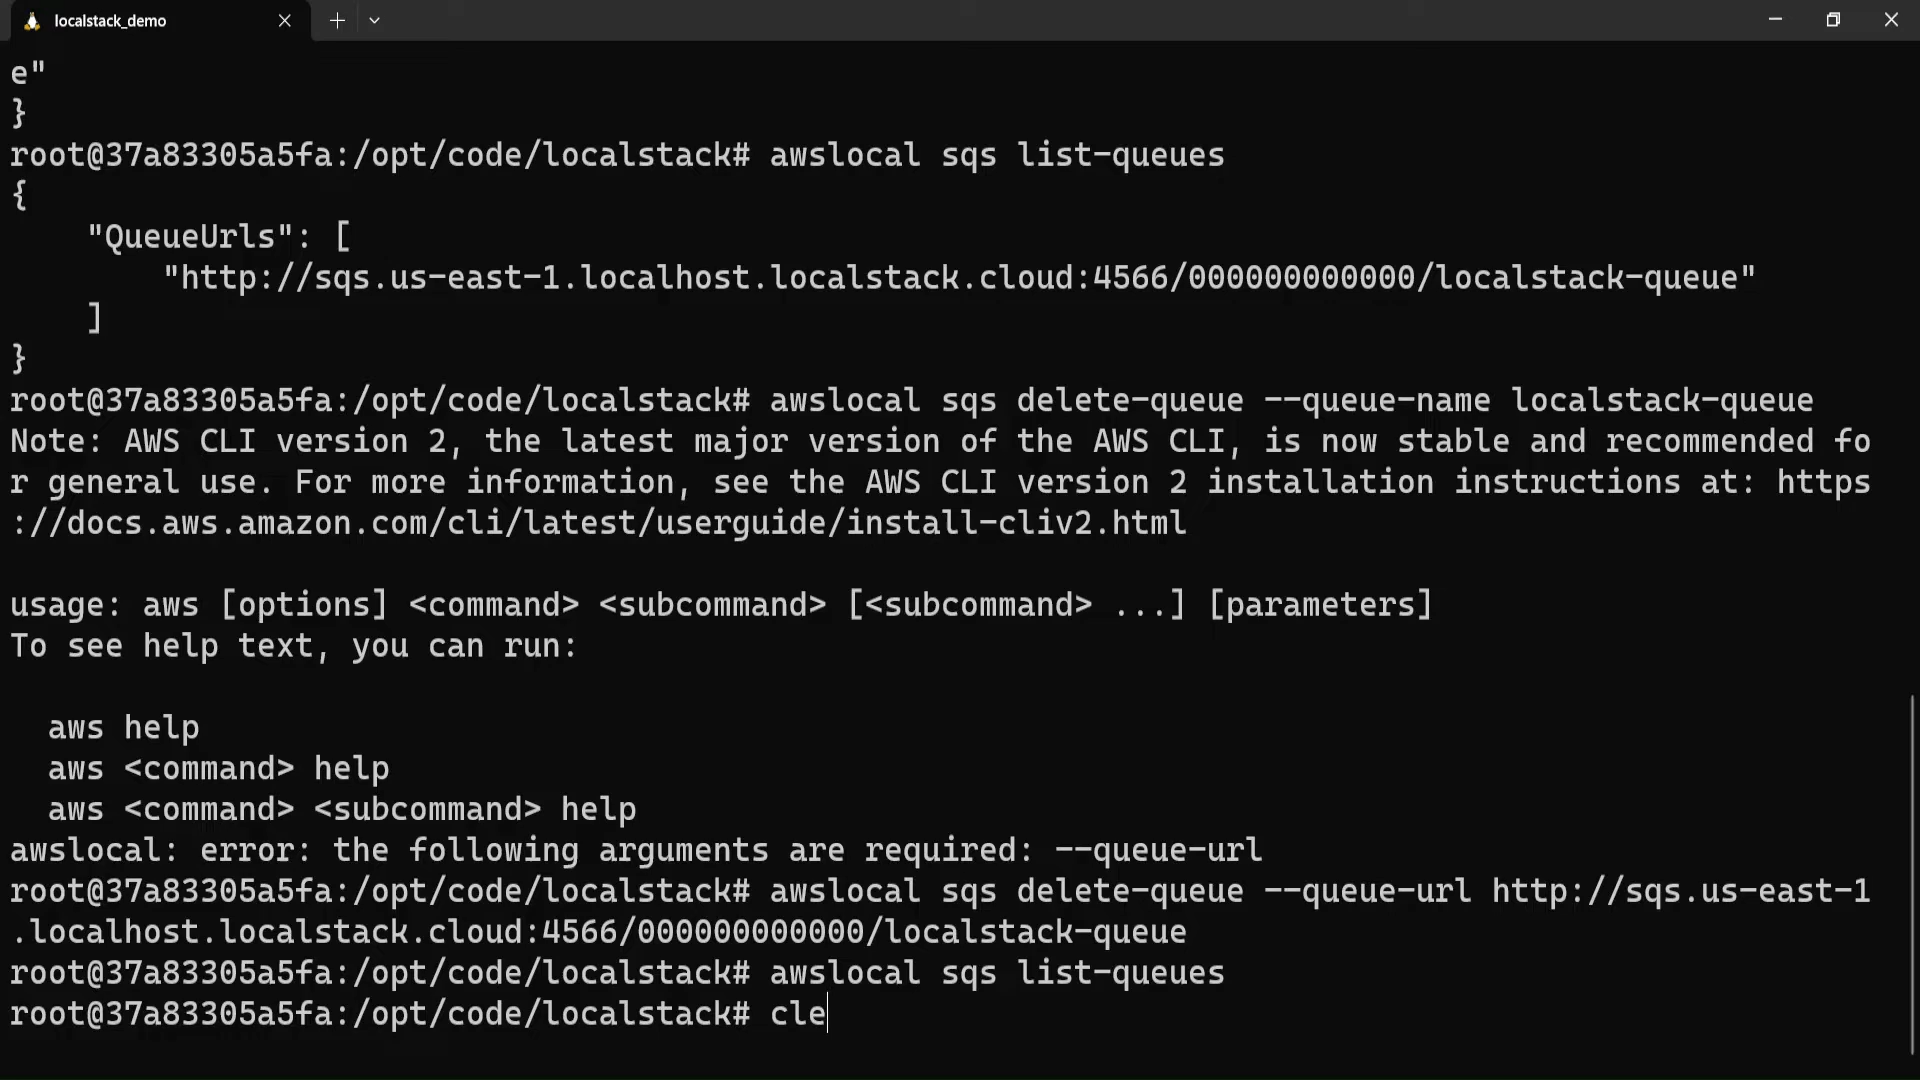 localstack_demo
e"
}
root@37a83305a5fa:/opt/code/localstack# awslocal sqs list-queues
{
    "QueueUrls": [
        "http://sqs.us-east-1.localhost.localstack.cloud:4566/000000000000/localstack-queue"
    ]
}
root@37a83305a5fa:/opt/code/localstack# awslocal sqs delete-queue --queue-name localstack-queue
Note: AWS CLI version 2, the latest major version of the AWS CLI, is now stable and recommended fo
r general use. For more information, see the AWS CLI version 2 installation instructions at: https
://docs.aws.amazon.com/cli/latest/userguide/install-cliv2.html

usage: aws [options] <command> <subcommand> [<subcommand> ...] [parameters]
To see help text, you can run:

  aws help
  aws <command> help
  aws <command> <subcommand> help
awslocal: error: the following arguments are required: --queue-url
root@37a83305a5fa:/opt/code/localstack# awslocal sqs delete-queue --queue-url http://sqs.us-east-1
.localhost.localstack.cloud:4566/000000000000/localstack-queue
root@37a83305a5fa:/opt/code/localstack# awslocal sqs list-queues
root@37a83305a5fa:/opt/code/localstack# cle